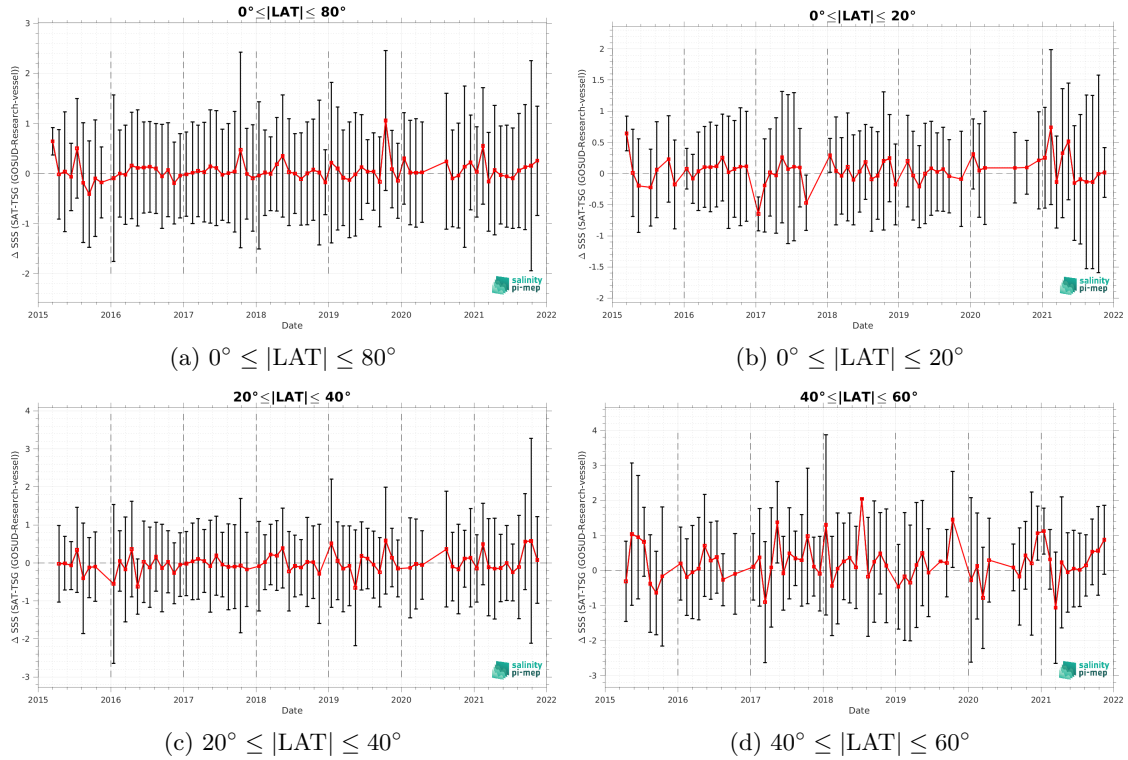 0°≤|LAT|≤ 80°
3
2
1
0
-1
-2
Δ SSS (SAT-TSG (GOSUD-Research-vessel))
2015 2016 2017 2018 2019 2020 2021 2022
Date
salinity
pi-mep
(a) 0° ≤ |LAT| ≤ 80°
0°≤|LAT|≤ 20°
2
1.5
1
0.5
0
-0.5
-1
-1.5
-2
Δ SSS (SAT-TSG (GOSUD-Research-vessel))
2015 2016 2017 2018 2019 2020 2021 2022
Date
salinity
pi-mep
(b) 0° ≤ |LAT| ≤ 20°
20°≤|LAT|≤ 40°
4
3
2
1
0
-1
-2
-3
Δ SSS (SAT-TSG (GOSUD-Research-vessel))
2015 2016 2017 2018 2019 2020 2021 2022
Date
salinity
pi-mep
(c) 20° ≤ |LAT| ≤ 40°
40°≤|LAT|≤ 60°
4
3
2
1
0
-1
-2
-3
Δ SSS (SAT-TSG (GOSUD-Research-vessel))
2015 2016 2017 2018 2019 2020 2021 2022
Date
salinity
pi-mep
(d) 40° ≤ |LAT| ≤ 60°